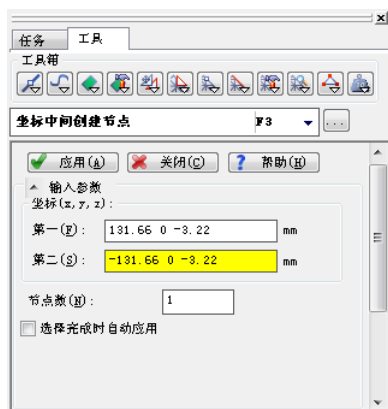 任务 工具
工具箱
坐标中间创建节点 F3 ...
应用(A) 关闭(C) ? 帮助(H)
输入参数
坐标(x, y, z):
第一(F): 131.66 0 -3.22 mm
第二(S): -131.66 0 -3.22 mm
节点数(N): 1
选择完成时自动应用